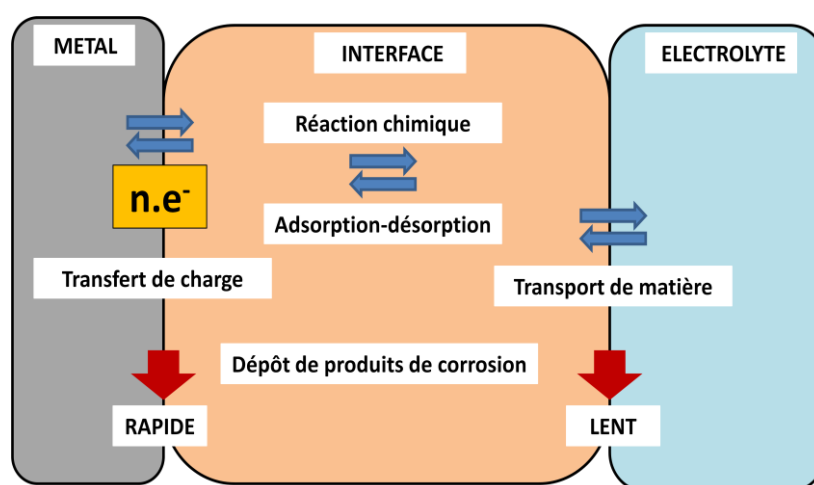 METAL
INTERFACE
ELECTROLYTE
Réaction chimique
n.e⁻
Adsorption-désorption
Transfert de charge
Transport de matière
Dépôt de produits de corrosion
RAPIDE
LENT